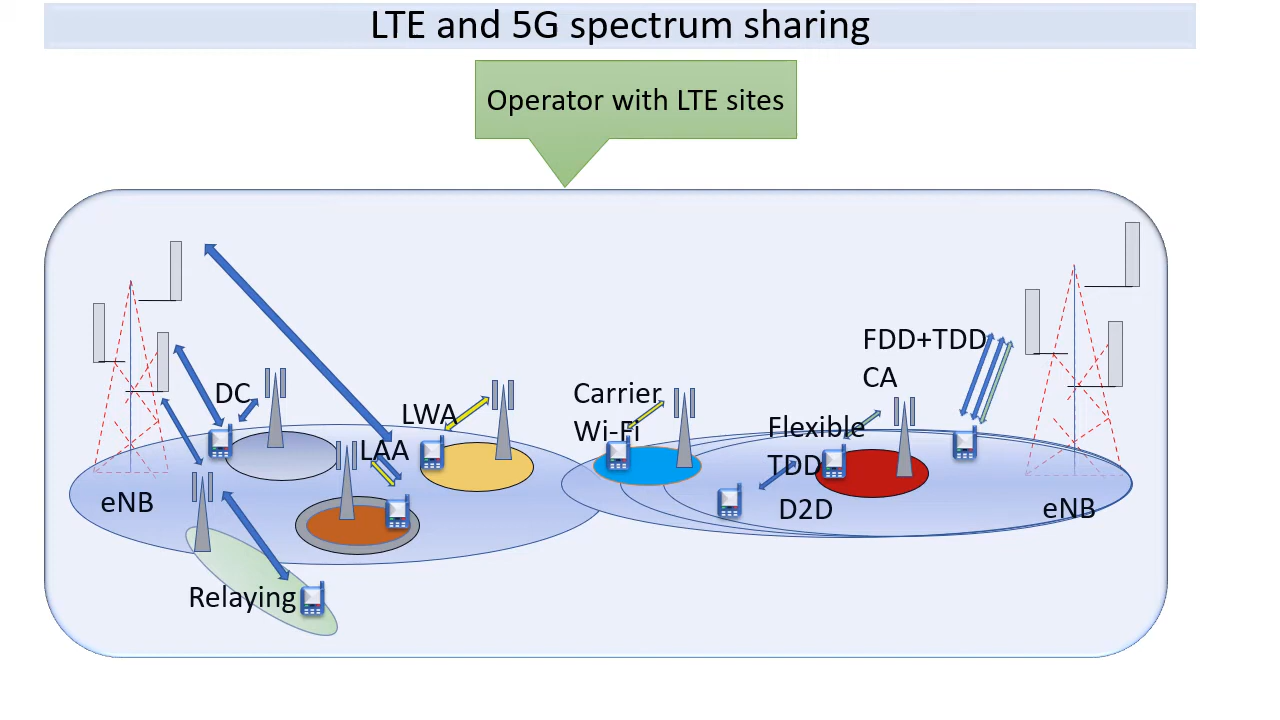 LTE and 5G spectrum sharing
Operator with LTE sites
FDD+TDD
CA
DC
LWA
Carrier
Wi-Fi
LAA
Flexible
TDD
eNB
D2D
eNB
Relaying